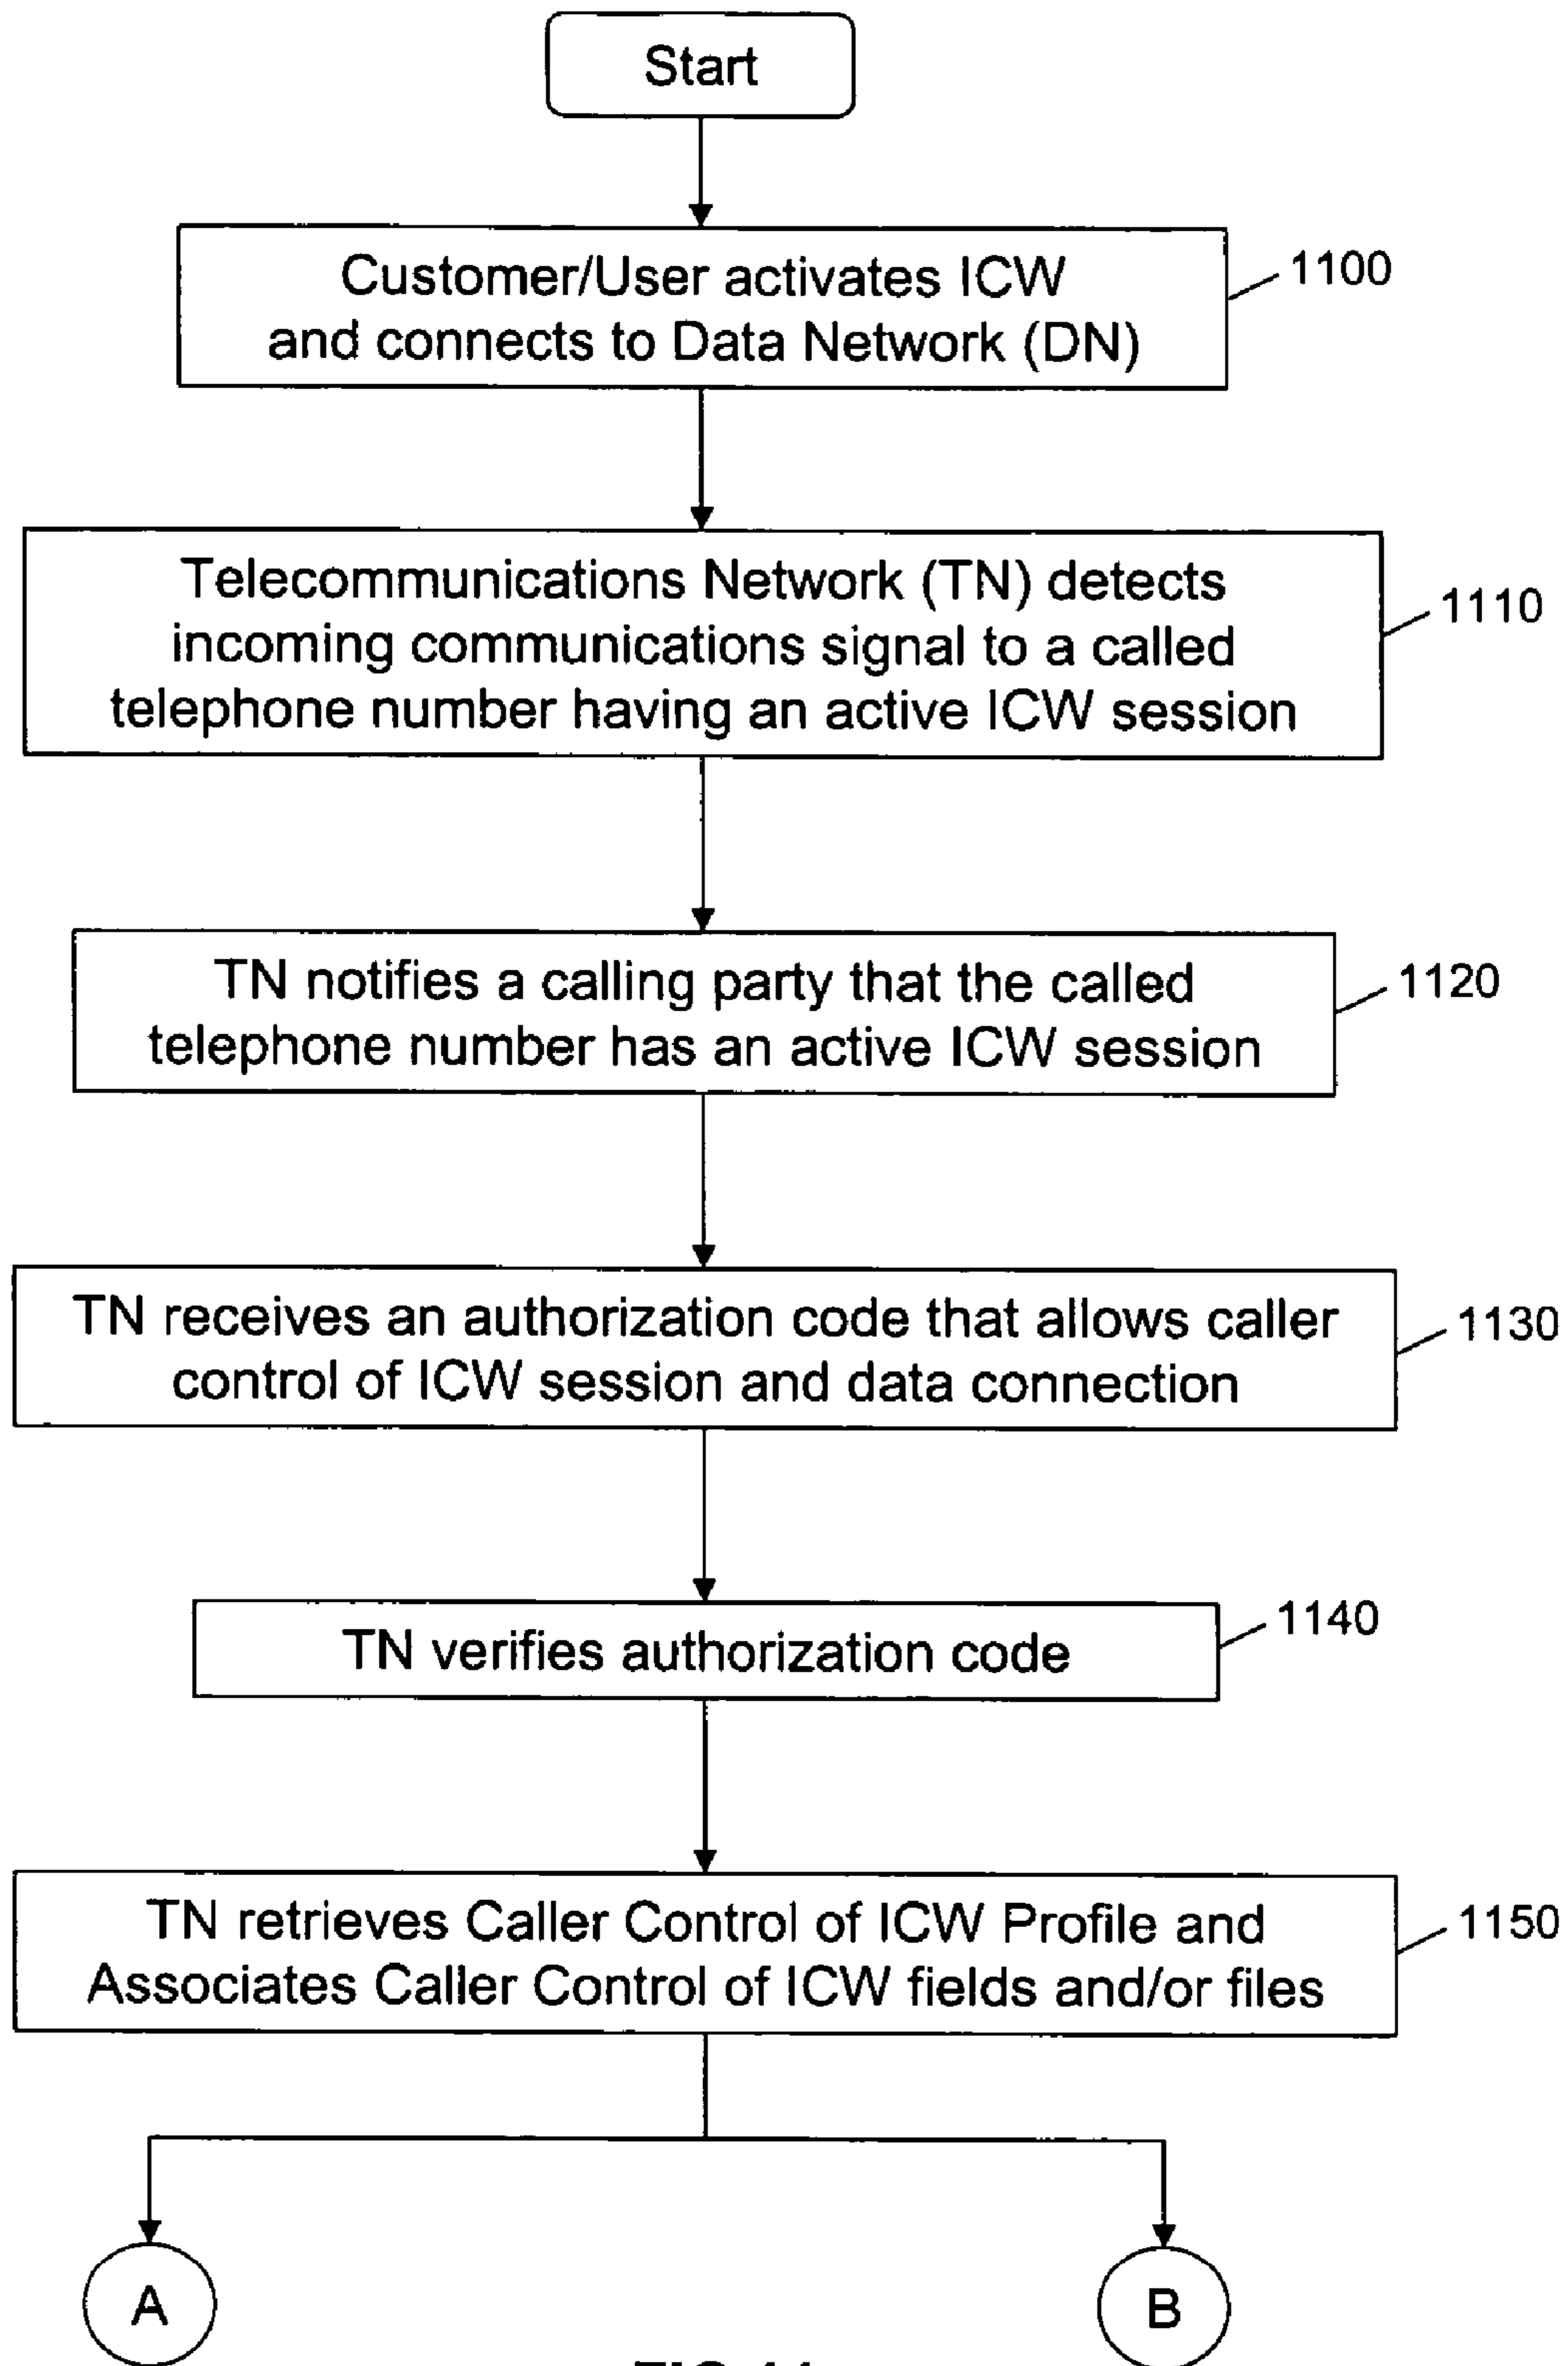 Start
Customer/User activates ICW
and connects to Data Network (DN)
1100
Telecommunications Network (TN) detects
incoming communications signal to a called
telephone number having an active ICW session
1110
TN notifies a calling party that the called
telephone number has an active ICW session
1120
TN receives an authorization code that allows caller
control of ICW session and data connection
1130
TN verifies authorization code
1140
TN retrieves Caller Control of ICW Profile and
Associates Caller Control of ICW fields and/or files
1150
A
B